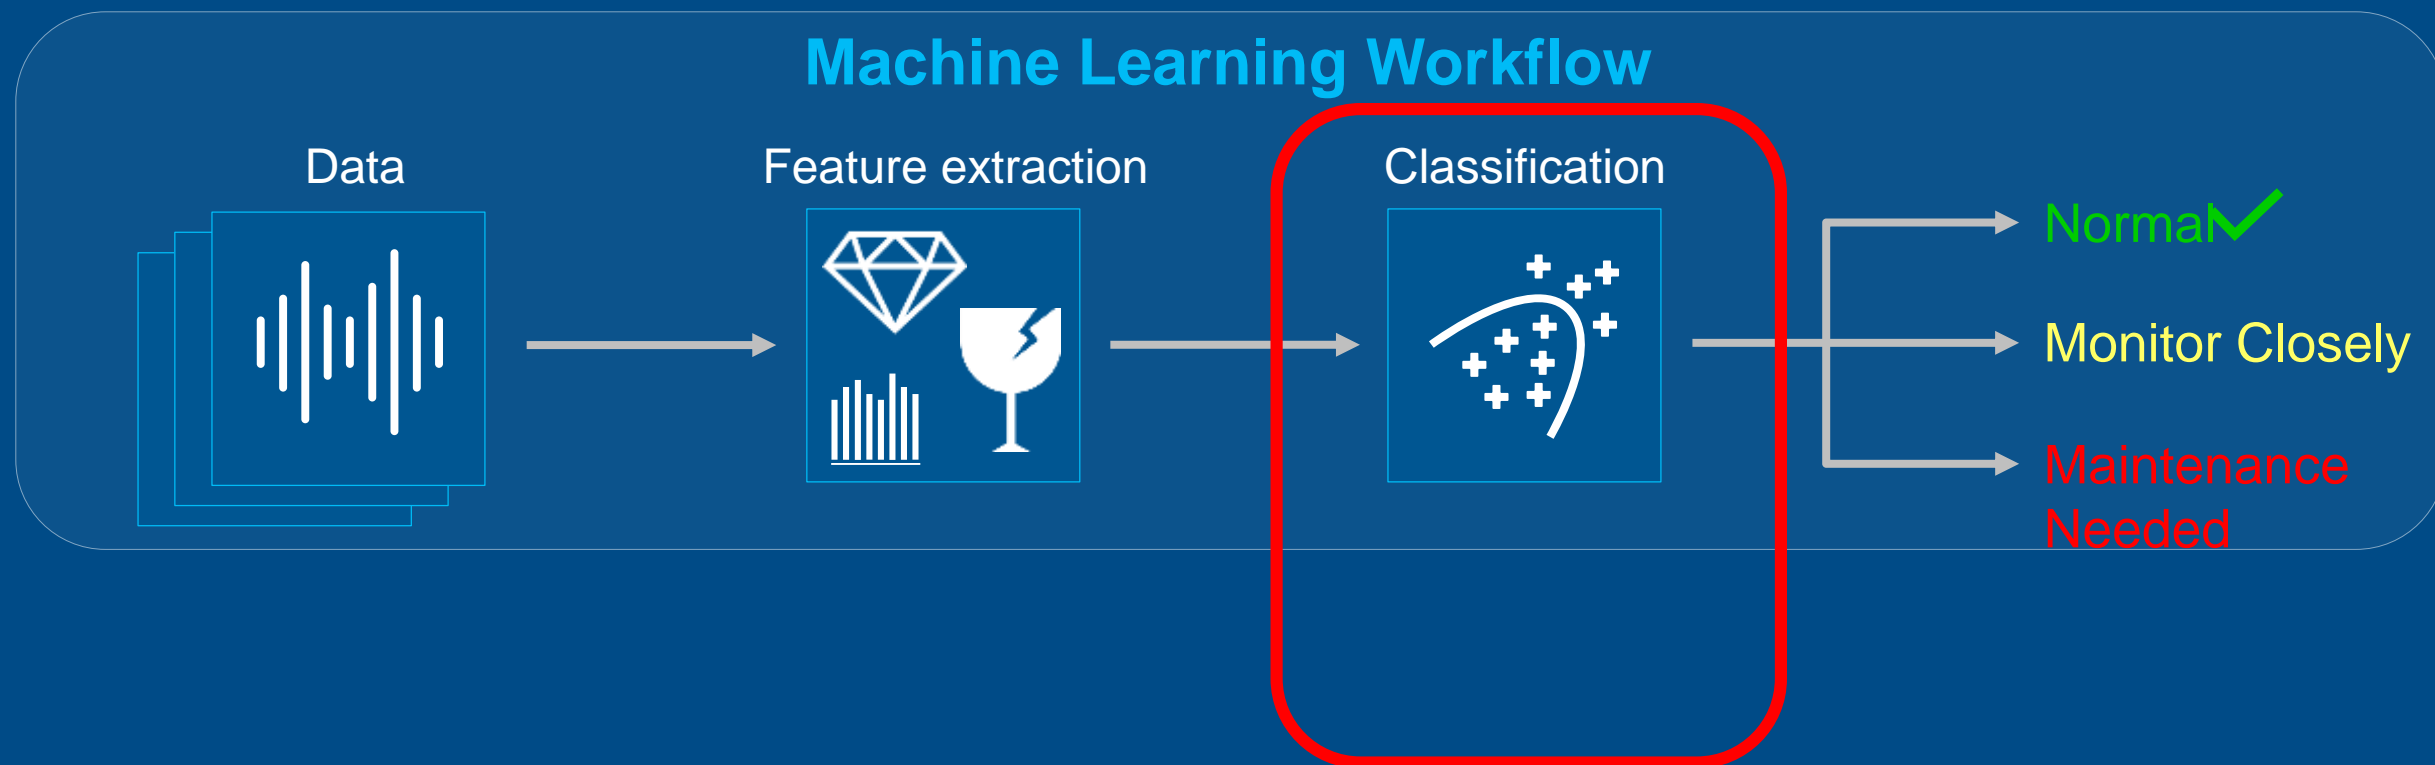 Machine Learning Workflow
Data
Feature extraction
Classification
Normal
Monitor Closely
Maintenance
Needed